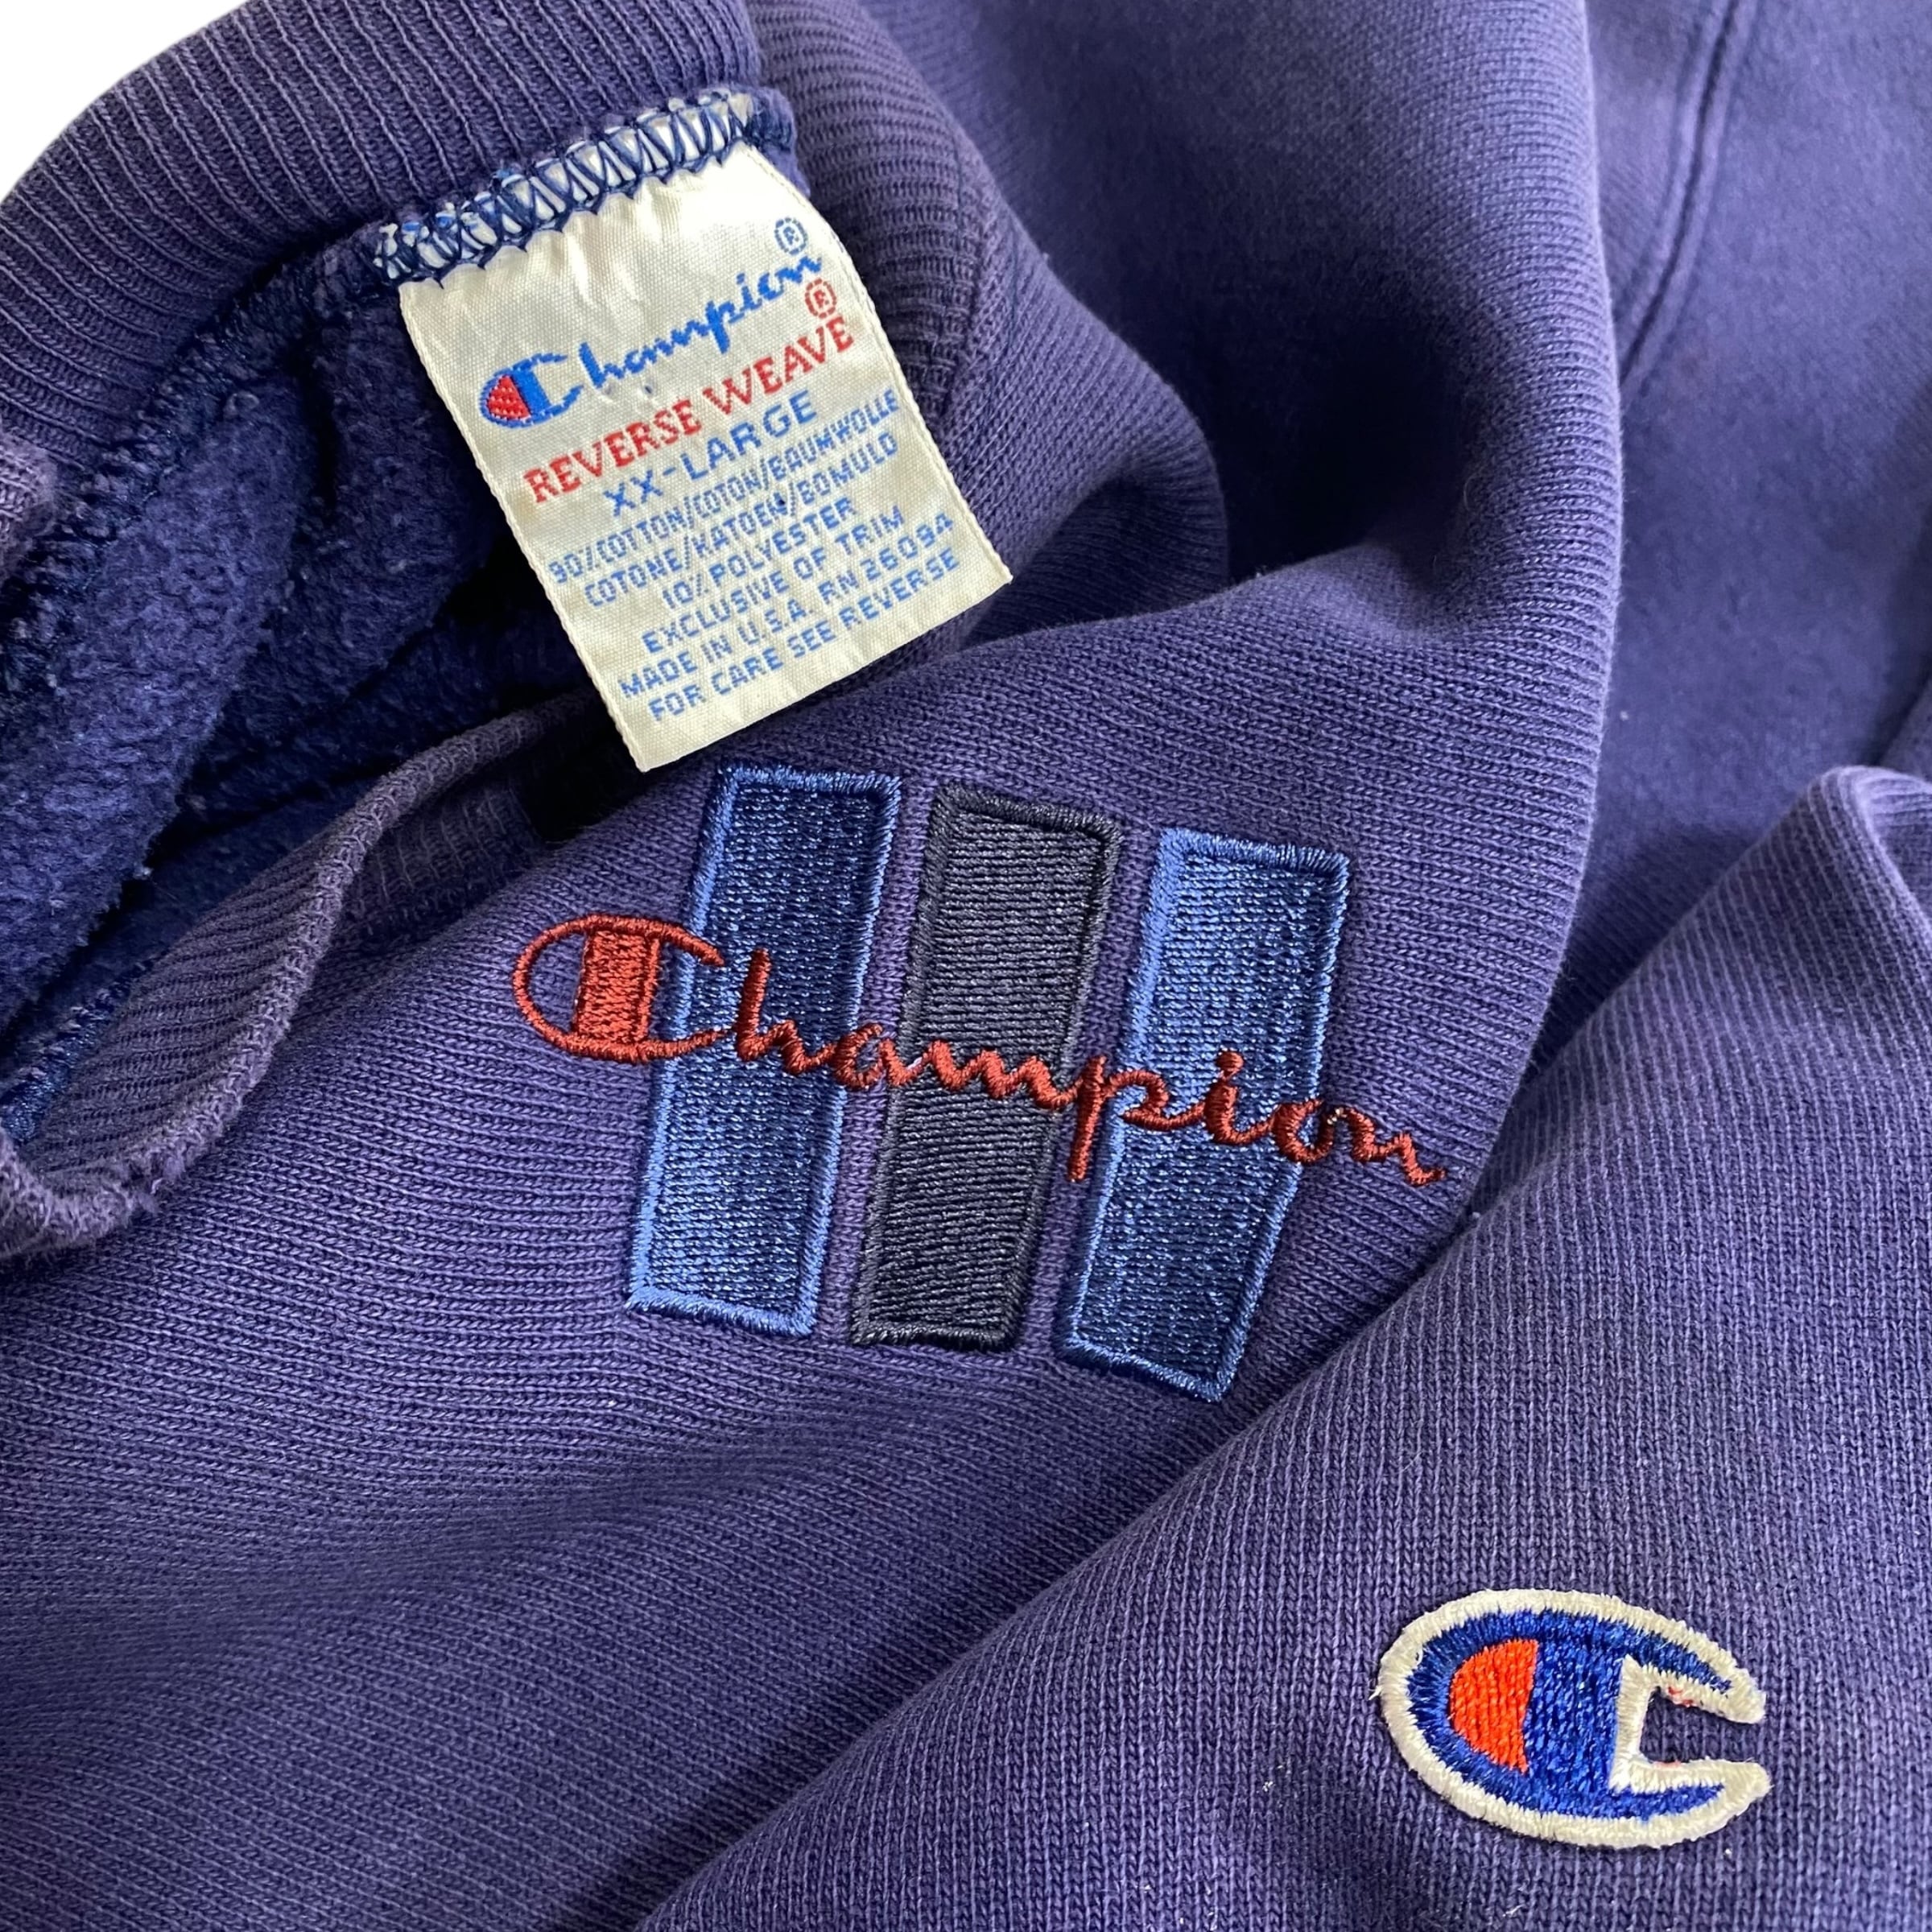 Champion®
REVERSE WEAVE®
XX-LARGE
90%COTTON/COTON/BAUMWOLLE
COTONE/KATOEN/BOMULD
10% POLYESTER
EXCLUSIVE OF TRIM
MADE IN U.S.A. RN 26094
FOR CARE SEE REVERSE
Champion
C